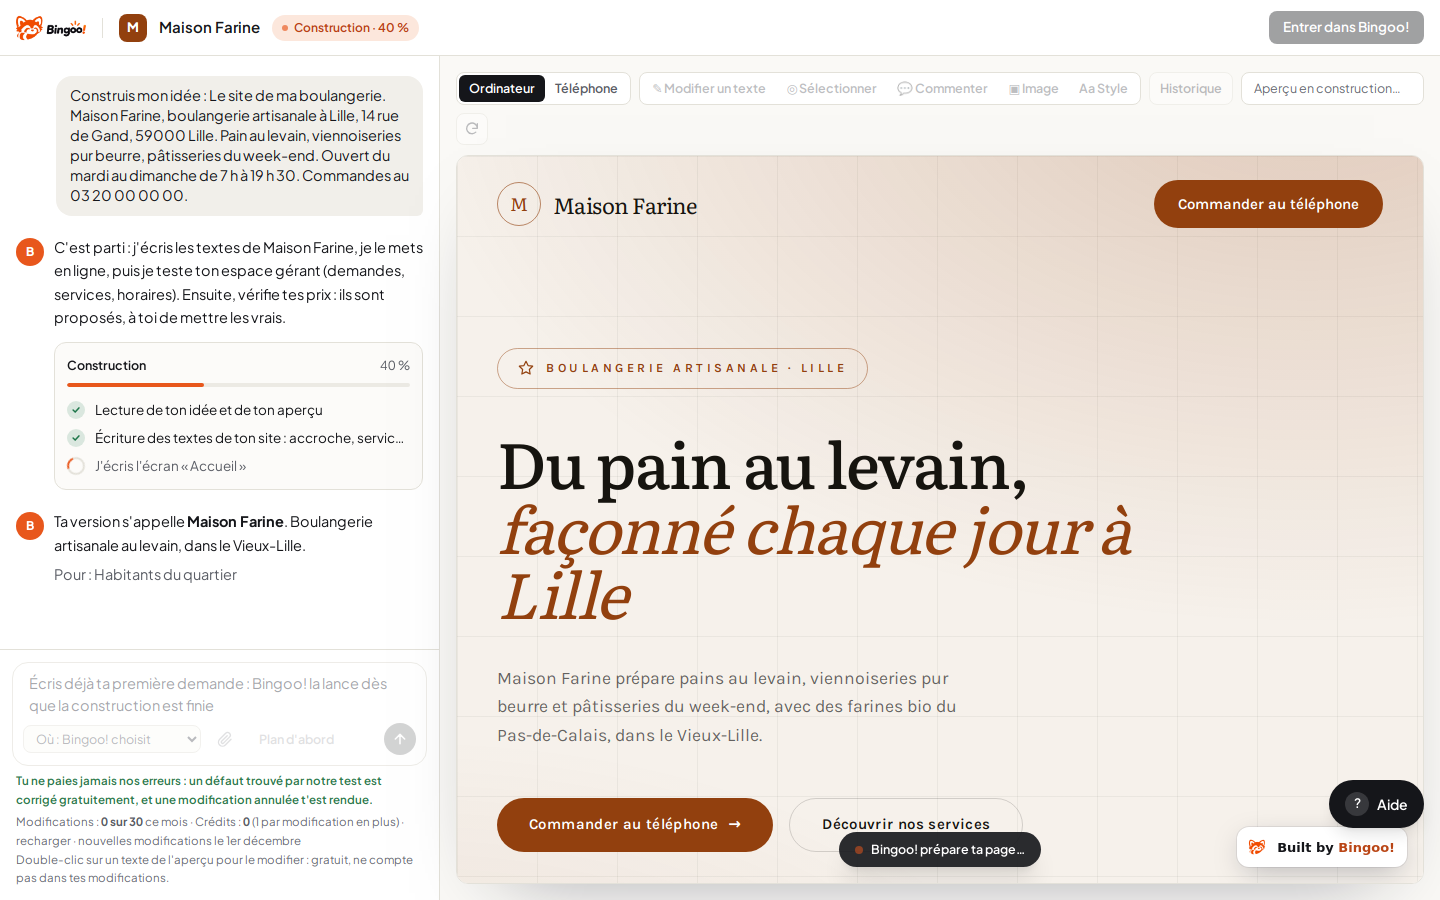 Bingoo!
M
Maison Farine
Construction · 40 %
Entrer dans Bingoo!
Construis mon idée : Le site de ma boulangerie.
Maison Farine, boulangerie artisanale à Lille, 14 rue
de Gand, 59000 Lille. Pain au levain, viennoiseries
pur beurre, pâtisseries du week-end. Ouvert du
mardi au dimanche de 7 h à 19 h 30. Commandes au
03 20 00 00 00.
B
C'est parti : j'écris les textes de Maison Farine, je le mets
en ligne, puis je teste ton espace gérant (demandes,
services, horaires). Ensuite, vérifie tes prix : ils sont
proposés, à toi de mettre les vrais.
Construction
40 %
Lecture de ton idée et de ton aperçu
Écriture des textes de ton site : accroche, servic…
J'écris l'écran « Accueil »
B
Ta version s'appelle Maison Farine. Boulangerie
artisanale au levain, dans le Vieux-Lille.
Pour : Habitants du quartier
Écris déjà ta première demande : Bingoo! la lance dès
que la construction est finie
Où : Bingoo! choisit
Plan d'abord
Tu ne paies jamais nos erreurs : un défaut trouvé par notre test est
corrigé gratuitement, et une modification annulée t'est rendue.
Modifications : 0 sur 30 ce mois · Crédits : 0 (1 par modification en plus) ·
recharger · nouvelles modifications le 1er décembre
Double-clic sur un texte de l'aperçu pour le modifier : gratuit, ne compte
pas dans tes modifications.
Ordinateur
Téléphone
Modifier un texte
Sélectionner
Commenter
Image
Aa Style
Historique
Aperçu en construction…
M
Maison Farine
Commander au téléphone
BOULANGERIE ARTISANALE · LILLE
Du pain au levain,
façonné chaque jour à
Lille
Maison Farine prépare pains au levain, viennoiseries pur
beurre et pâtisseries du week-end, avec des farines bio du
Pas-de-Calais, dans le Vieux-Lille.
Commander au téléphone →
Découvrir nos services
Bingoo! prépare ta page…
? Aide
Built by Bingoo!